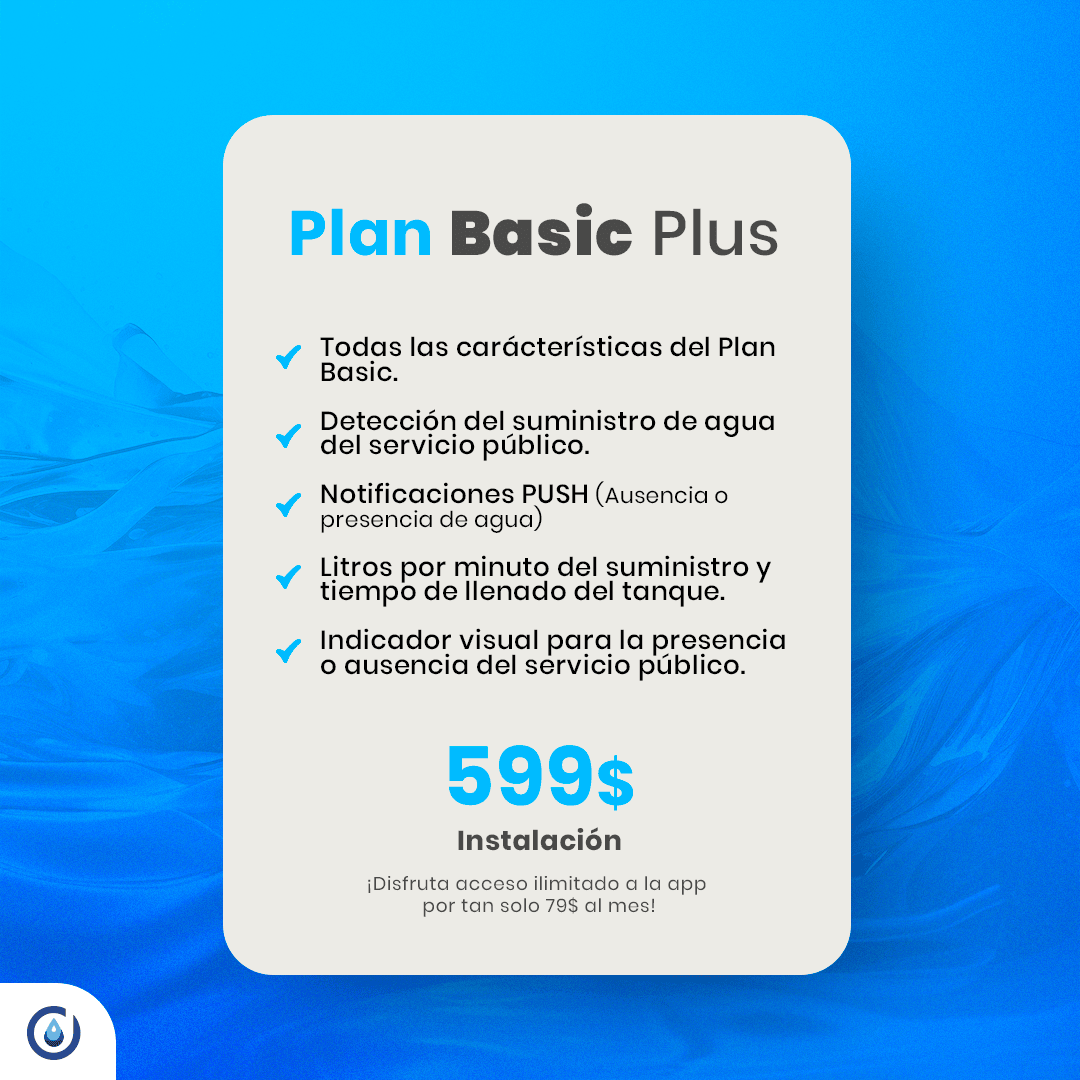 Plan Basic Plus
Todas las carácterísticas del Plan
Basic.
Detección del suministro de agua
del servicio público.
Notificaciones PUSH (Ausencia o
presencia de agua)
Litros por minuto del suministro y
tiempo de llenado del tanque.
Indicador visual para la presencia
o ausencia del servicio público.
599$
Instalación
¡Disfruta acceso ilimitado a la app
por tan solo 79$ al mes!